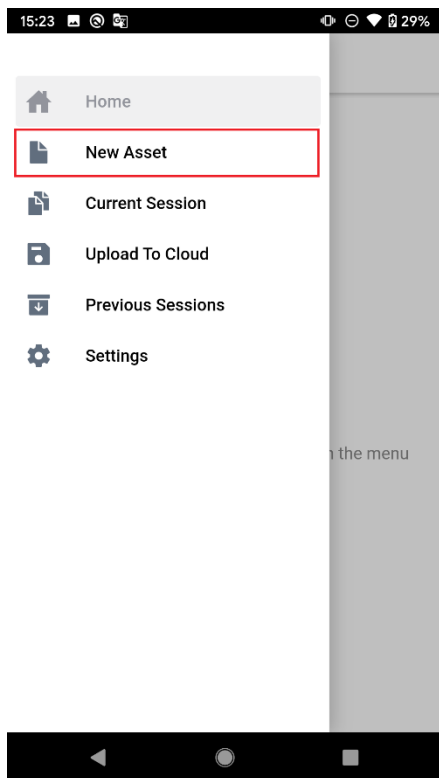 15:23 29%
Home
New Asset
Current Session
Upload To Cloud
Previous Sessions
Settings
the menu